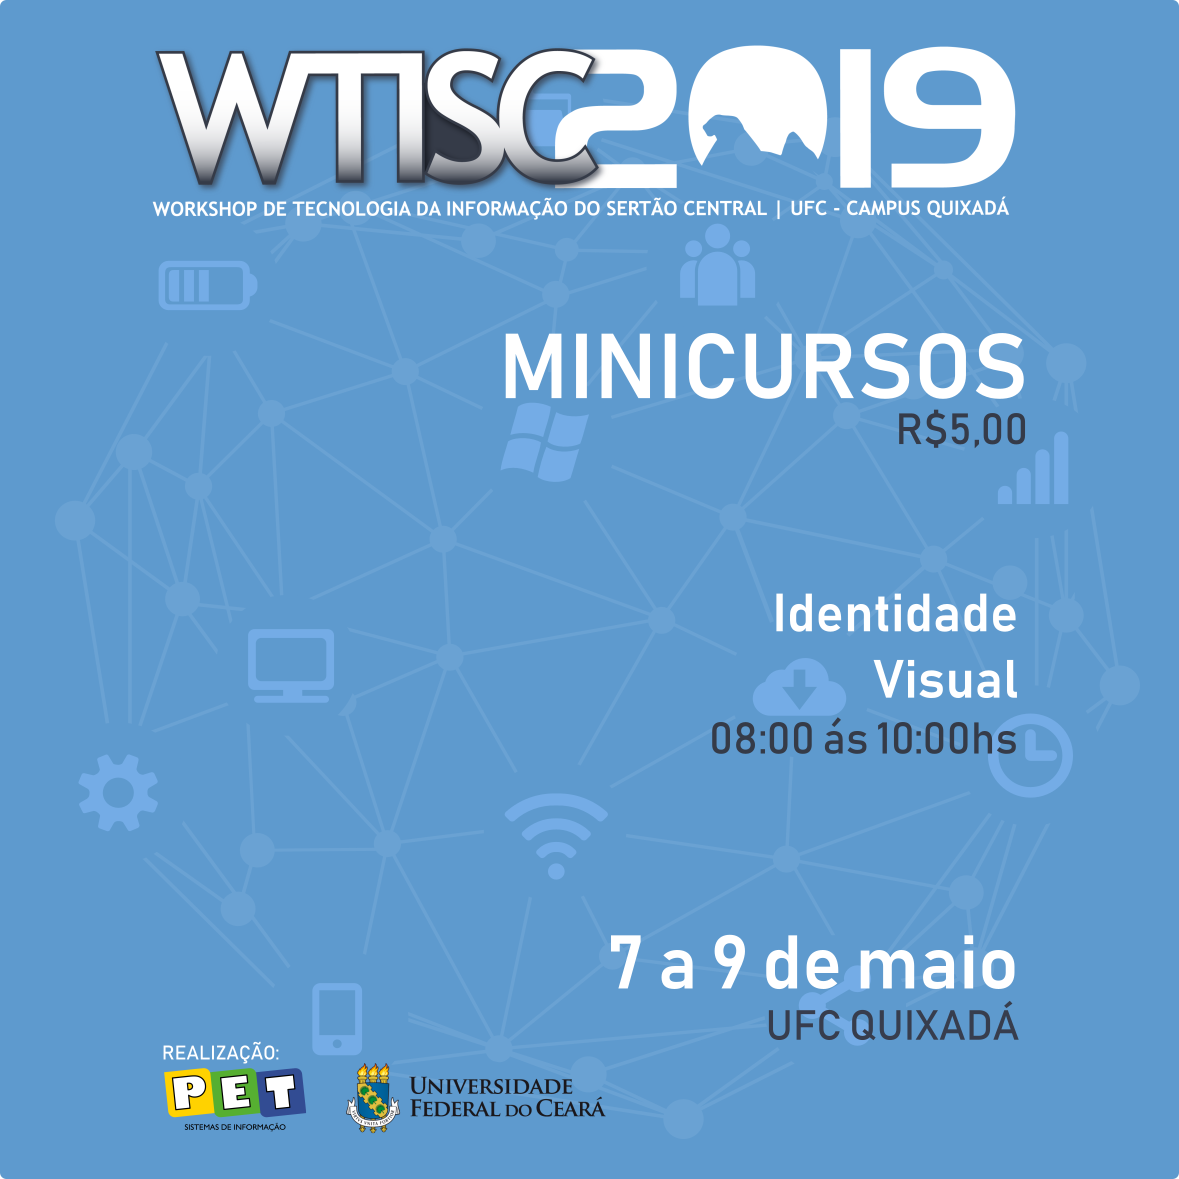 WTISC2019
WORKSHOP DE TECNOLOGIA DA INFORMAÇÃO DO SERTÃO CENTRAL | UFC - CAMPUS QUIXADÁ
MINICURSOS
R$5,00
Identidade
Visual
08:00 ás 10:00hs
7 a 9 de maio
UFC QUIXADÁ
REALIZAÇÃO:
PET
SISTEMAS DE INFORMAÇÃO
UNIVERSIDADE
FEDERAL DO CEARÁ